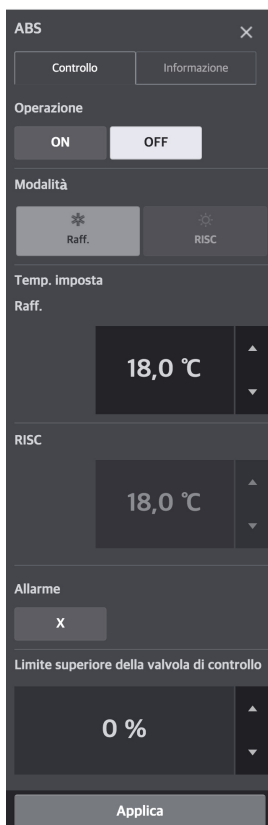 ABS
Controllo Informazione
Operazione
ON OFF
Modalità
Raff. RISC
Temp. imposta
Raff.
18,0 ℃
RISC
18,0 ℃
Allarme
X
Limite superiore della valvola di controllo
0 %
Applica